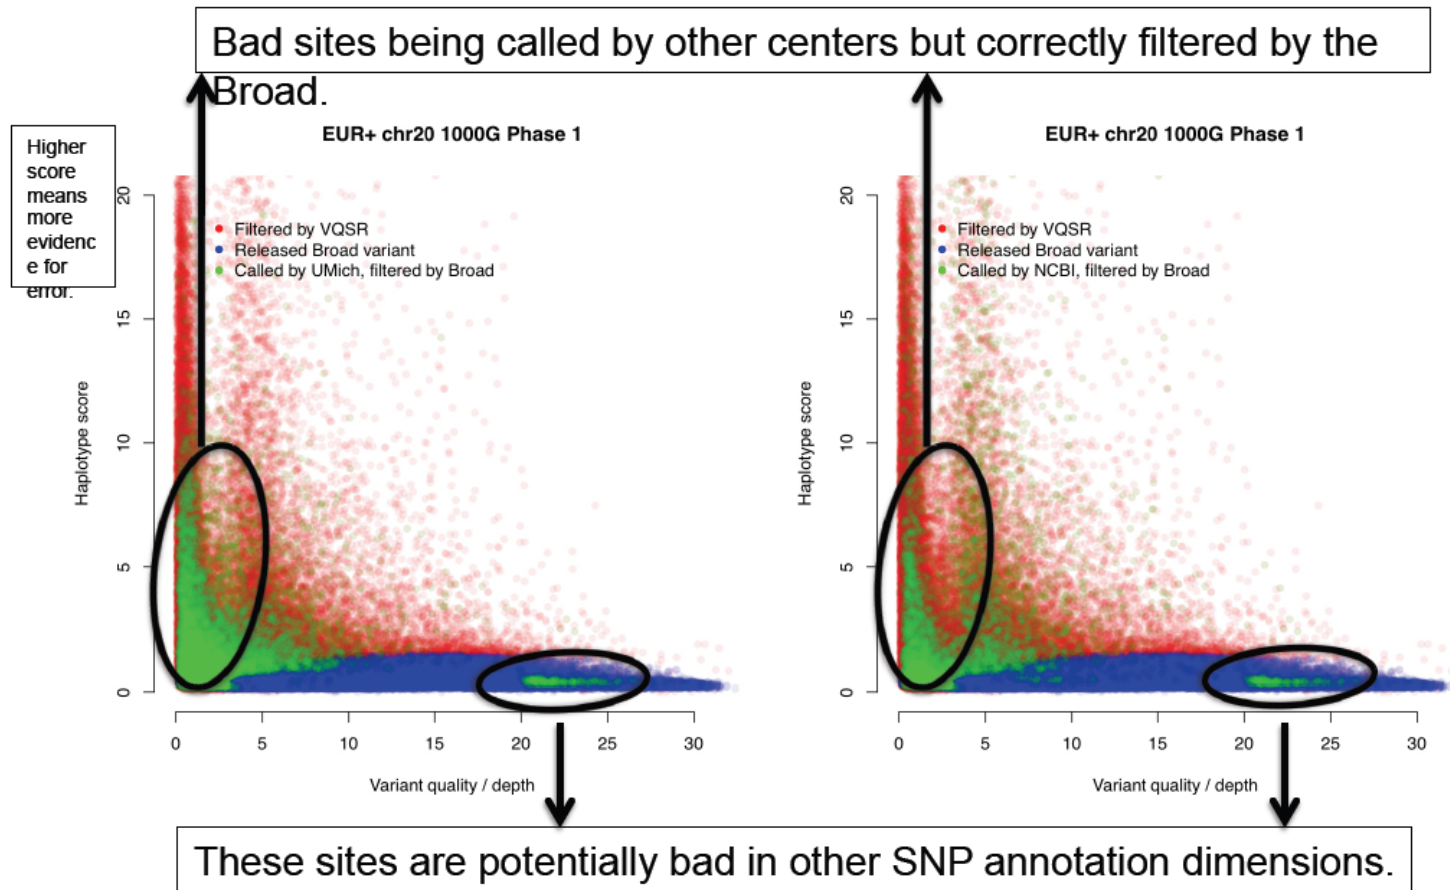 Bad sites being called by other centers but correctly filtered by the
Broad.
Higher
score
means
more
evidenc
e for
error.
EUR+ chr20 1000G Phase 1
20
15
10
5
0
Haplotype score
Filtered by VQSR
Released Broad variant
Called by UMich, filtered by Broad
0 5 10 15 20 25 30
Variant quality / depth
EUR+ chr20 1000G Phase 1
20
15
10
5
0
Haplotype score
Filtered by VQSR
Released Broad variant
Called by NCBI, filtered by Broad
0 5 10 15 20 25 30
Variant quality / depth
These sites are potentially bad in other SNP annotation dimensions.